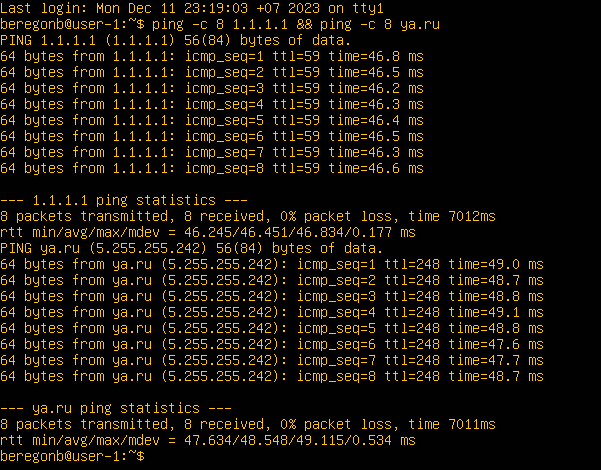 Last login: Mon Dec 11 23:19:03 +07 2023 on tty1
beregonb@user-1:~$ ping -c 8 1.1.1.1 && ping -c 8 ya.ru
PING 1.1.1.1 (1.1.1.1) 56(84) bytes of data.
64 bytes from 1.1.1.1: icmp_seq=1 ttl=59 time=46.8 ms
64 bytes from 1.1.1.1: icmp_seq=2 ttl=59 time=46.5 ms
64 bytes from 1.1.1.1: icmp_seq=3 ttl=59 time=46.2 ms
64 bytes from 1.1.1.1: icmp_seq=4 ttl=59 time=46.3 ms
64 bytes from 1.1.1.1: icmp_seq=5 ttl=59 time=46.4 ms
64 bytes from 1.1.1.1: icmp_seq=6 ttl=59 time=46.5 ms
64 bytes from 1.1.1.1: icmp_seq=7 ttl=59 time=46.3 ms
64 bytes from 1.1.1.1: icmp_seq=8 ttl=59 time=46.6 ms

--- 1.1.1.1 ping statistics ---
8 packets transmitted, 8 received, 0% packet loss, time 7012ms
rtt min/avg/max/mdev = 46.245/46.451/46.834/0.177 ms
PING ya.ru (5.255.255.242) 56(84) bytes of data.
64 bytes from ya.ru (5.255.255.242): icmp_seq=1 ttl=248 time=49.0 ms
64 bytes from ya.ru (5.255.255.242): icmp_seq=2 ttl=248 time=48.7 ms
64 bytes from ya.ru (5.255.255.242): icmp_seq=3 ttl=248 time=48.8 ms
64 bytes from ya.ru (5.255.255.242): icmp_seq=4 ttl=248 time=49.1 ms
64 bytes from ya.ru (5.255.255.242): icmp_seq=5 ttl=248 time=48.8 ms
64 bytes from ya.ru (5.255.255.242): icmp_seq=6 ttl=248 time=47.6 ms
64 bytes from ya.ru (5.255.255.242): icmp_seq=7 ttl=248 time=47.7 ms
64 bytes from ya.ru (5.255.255.242): icmp_seq=8 ttl=248 time=48.7 ms

--- ya.ru ping statistics ---
8 packets transmitted, 8 received, 0% packet loss, time 7011ms
rtt min/avg/max/mdev = 47.634/48.548/49.115/0.534 ms
beregonb@user-1:~$